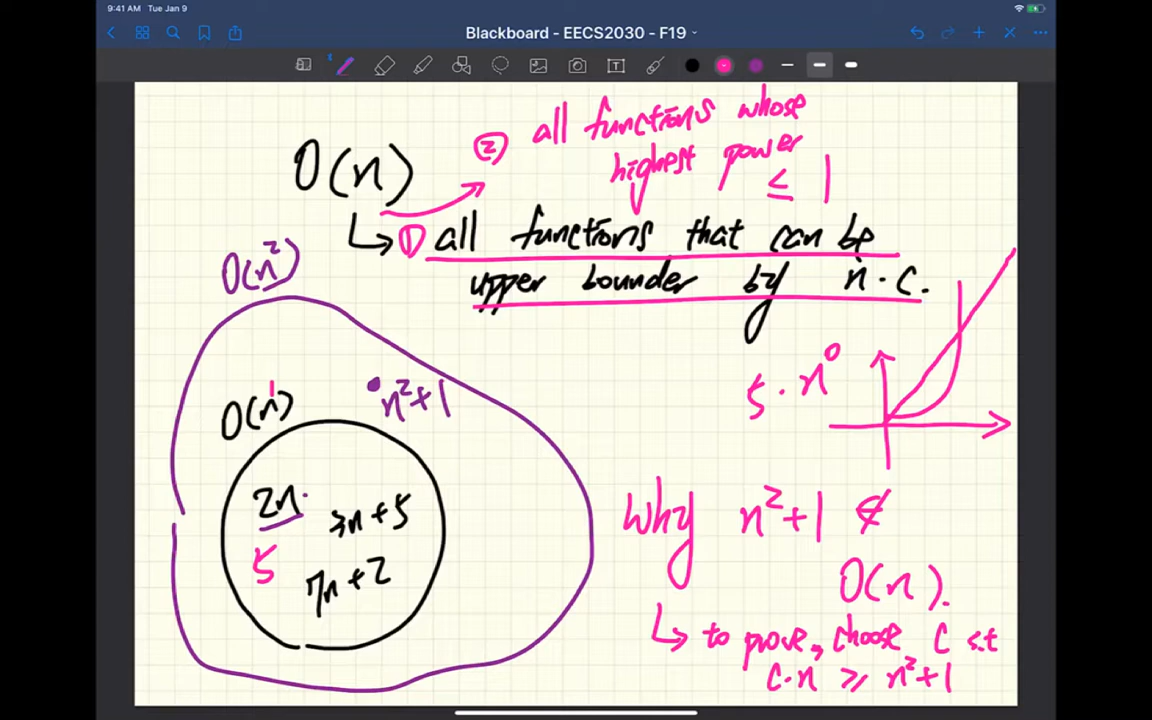 9:41 AM Tue Jan 9
Blackboard - EECS2030 - F19
② all functions whose
highest power
≤ 1
O(n)
① all functions that can be
upper bounder by n · c.
O(n²)
5 · n⁰
n²+1
O(n¹)
2n
3n+5
5
7n+2
Why n²+1 ∉
O(n).
↳ to prove, choose C s.t
C·n ≥ n²+1